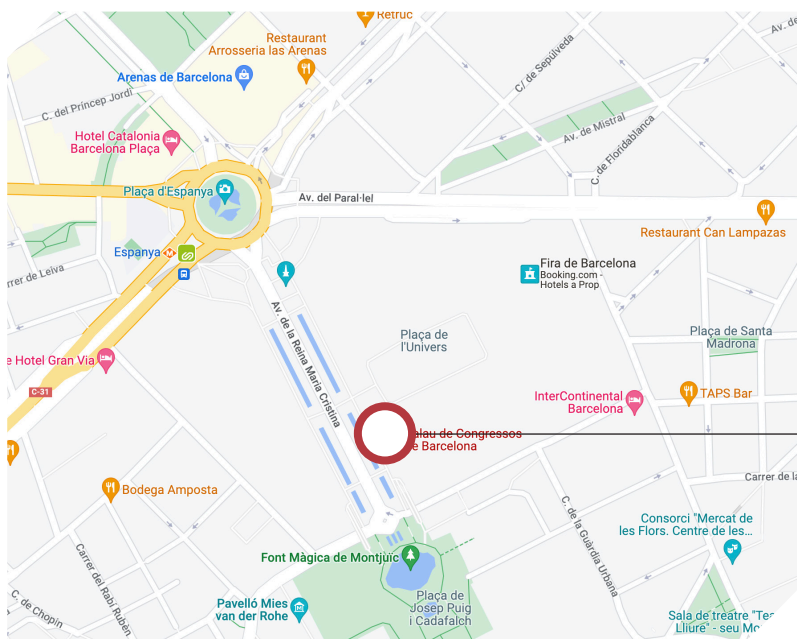 Retruc
Restaurant
Arrosseria las Arenas
Av. de
Arenas de Barcelona
C/ de Sepúlveda
C. del Príncep Jordi
Av. de Mistral
C. de Floridablanca
Hotel Catalonia
Barcelona Plaça
Plaça d'Espanya
Av. del Paral·lel
Restaurant Can Lampazas
Espanya
M
rrer de Leiva
Fira de Barcelona
Booking.com -
Hotels a Prop
Av. de la Reina Maria Cristina
Plaça de
l'Univers
Plaça de Santa
Madrona
e Hotel Gran Via
C-31
InterContinental
Barcelona
TAPS Bar
alau de Congressos
e Barcelona
Bodega Amposta
Carrer de la
C. de la Guàrdia Urbana
Consorci "Mercat de
les Flors. Centre de les...
Font Màgica de Montjuïc
Carrer del Rabí Rubèn
C. de Chopin
Pavelló Mies
van der Rohe
Plaça de
Josep Puig
i Cadafalch
Sala de teatre "Tea
Lliure" - seu Mo